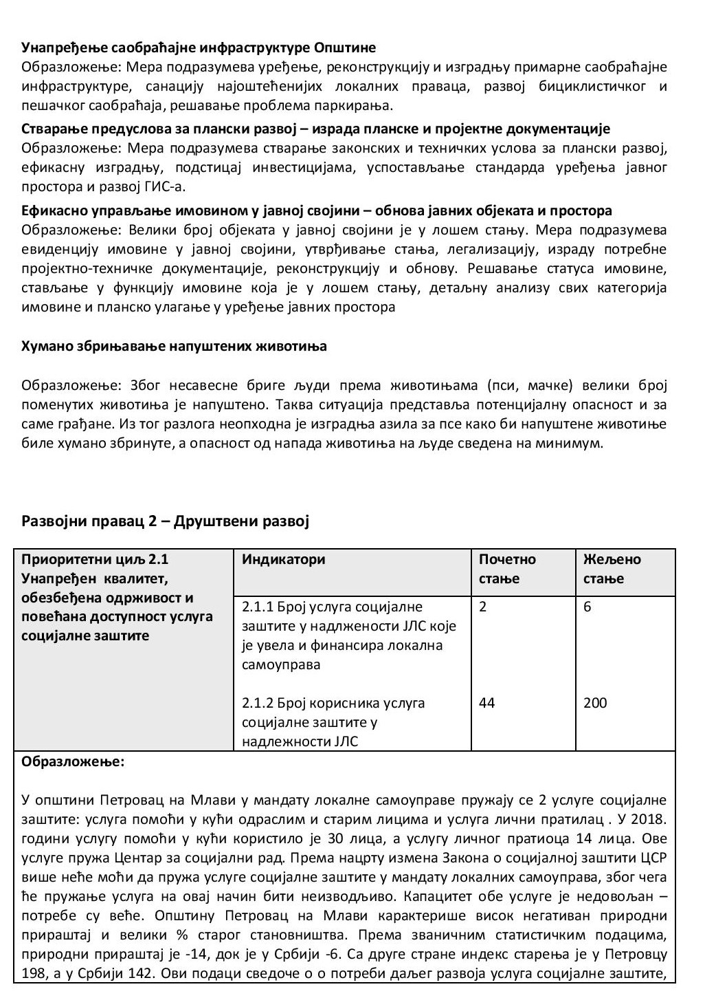 Унапређење саобраћајне инфраструктуре Општине
Образложење: Мера подразумева уређење, реконструкцију и изградњу примарне саобраћајне
инфраструктуре, санацију најоштећенијих локалних праваца, развој бициклистичког и
пешачког саобраћаја, решавање проблема паркирања.
Стварање предуслова за плански развој – израда планске и пројектне документације
Образложење: Мера подразумева стварање законских и техничких услова за плански развој,
ефикасну изградњу, подстицај инвестицијама, успостављање стандарда уређења јавног
простора и развој ГИС-а.
Ефикасно управљање имовином у јавној својини – обнова јавних објеката и простора
Образложење: Велики број објеката у јавној својини је у лошем стању. Мера подразумева
евиденцију имовине у јавној својини, утврђивање стања, легализацију, израду потребне
пројектно-техничке документације, реконструкцију и обнову. Решавање статуса имовине,
стављање у функцију имовине која је у лошем стању, детаљну анализу свих категорија
имовине и планско улагање у уређење јавних простора
Хумано збрињавање напуштених животиња
Образложење: Због несавесне бриге људи према животињама (пси, мачке) велики број
поменутих животиња је напуштено. Таква ситуација представља потенцијалну опасност и за
саме грађане. Из тог разлога неопходна је изградња азила за псе како би напуштене животиње
биле хумано збринуте, а опасност од напада животиња на људе сведена на минимум.
Развојни правац 2 – Друштвени развој
Приоритетни циљ 2.1
Унапређен  квалитет,
обезбеђена одрживост и
повећана доступност услуга
социјалне заштите
Индикатори
Почетно
стање
Жељено
стање
2.1.1 Број услуга социјалне
заштите у надлжености ЈЛС које
је увела и финансира локална
самоуправа
2
6
2.1.2 Број корисника услуга
социјалне заштите у
надлежности ЈЛС
44
200
Образложење:
У општини Петровац на Млави у мандату локалне самоуправе пружају се 2 услуге социјалне
заштите: услуга помоћи у кући одраслим и старим лицима и услуга лични пратилац . У 2018.
години услугу помоћи у кући користило је 30 лица, а услугу личног пратиоца 14 лица. Ове
услуге пружа Центар за социјални рад. Према нацрту измена Закона о социјалној заштити ЦСР
више неће моћи да пружа услуге социјалне заштите у мандату локалних самоуправа, због чега
ће пружање услуга на овај начин бити неизводљиво. Капацитет обе услуге је недовољан –
потребе су веће. Општину Петровац на Млави карактерише висок негативан природни
прираштај и велики % старог становништва. Према званичним статистичким подацима,
природни прираштај је -14, док је у Србији -6. Са друге стране индекс старења је у Петровцу
198, а у Србији 142. Ови подаци сведоче о о потреби даљег развоја услуга социјалне заштите,